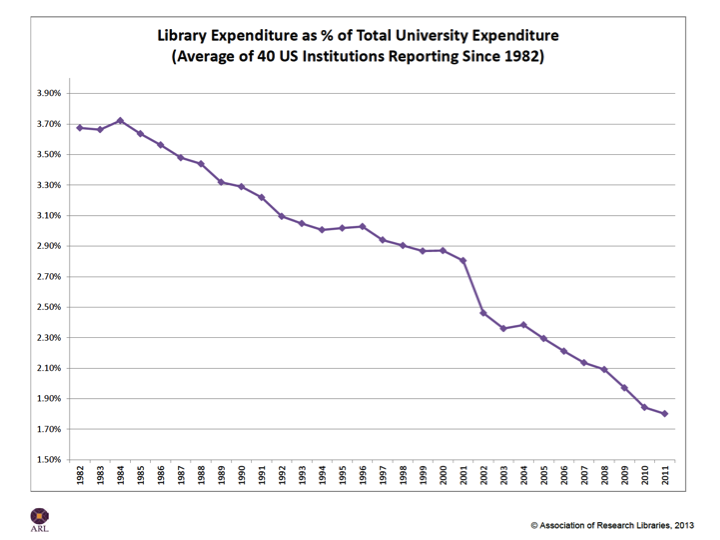 Library Expenditure as % of Total University Expenditure
(Average of 40 US Institutions Reporting Since 1982)
3.90%
3.70%
3.50%
3.30%
3.10%
2.90%
2.70%
2.50%
2.30%
2.10%
1.90%
1.70%
1.50%
1982 1983 1984 1985 1986 1987 1988 1989 1990 1991 1992 1993 1994 1995 1996 1997 1998 1999 2000 2001 2002 2003 2004 2005 2006 2007 2008 2009 2010 2011
ARL
© Association of Research Libraries, 2013